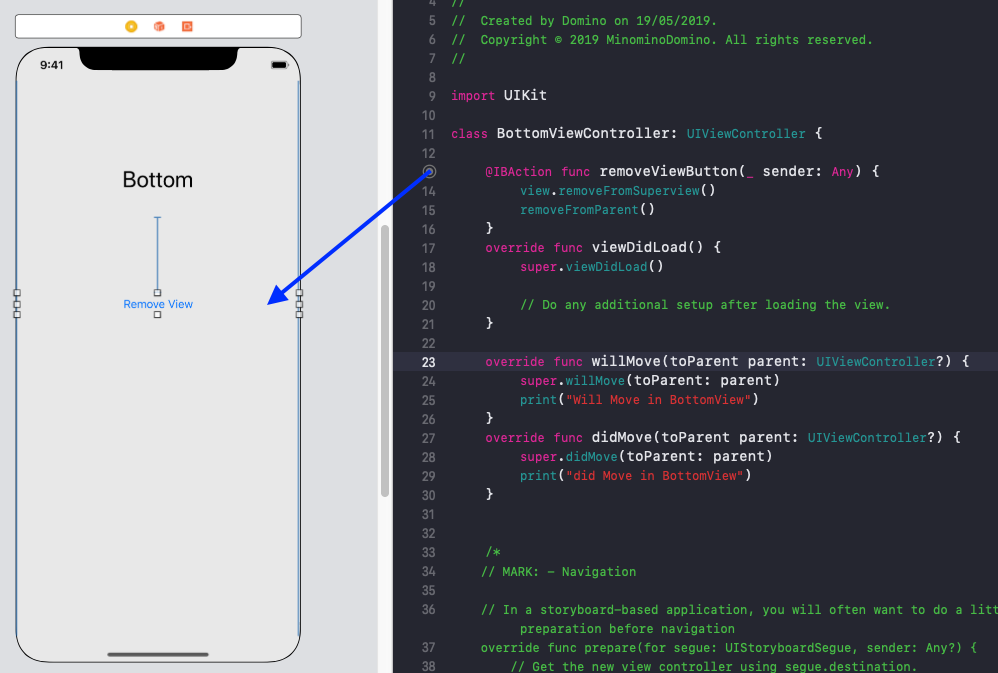 9:41
Bottom
Remove View
4 //
5 // Created by Domino on 19/05/2019.
6 // Copyright © 2019 MinominoDomino. All rights reserved.
7 //
8
9 import UIKit
10
11 class BottomViewController: UIViewController {
12
@IBAction func removeViewButton(_ sender: Any) {
14 view.removeFromSuperview()
15 removeFromParent()
16 }
17 override func viewDidLoad() {
18 super.viewDidLoad()
19
20 // Do any additional setup after loading the view.
21 }
22
23 override func willMove(toParent parent: UIViewController?) {
24 super.willMove(toParent: parent)
25 print("Will Move in BottomView")
26 }
27 override func didMove(toParent parent: UIViewController?) {
28 super.didMove(toParent: parent)
29 print("did Move in BottomView")
30 }
31
32
33 /*
34 // MARK: - Navigation
35
36 // In a storyboard-based application, you will often want to do a litt
preparation before navigation
37 override func prepare(for segue: UIStoryboardSegue, sender: Any?) {
38 // Get the new view controller using segue.destination.